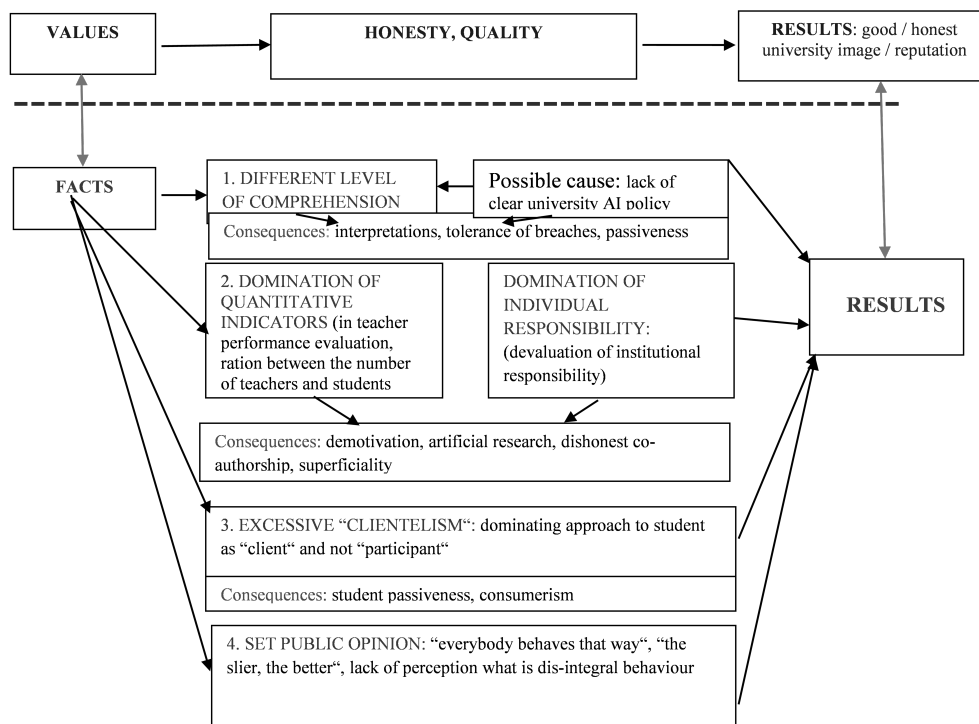 VALUES
HONESTY, QUALITY
RESULTS: good / honest
university image / reputation
FACTS
1. DIFFERENT LEVEL
OF COMPREHENSION
Possible cause: lack of
clear university AI policy
Consequences: interpretations, tolerance of breaches, passiveness
2. DOMINATION OF
QUANTITATIVE
INDICATORS (in teacher
performance evaluation,
ration between the number
of teachers and students
DOMINATION OF
INDIVIDUAL
RESPONSIBILITY:
(devaluation of institutional
responsibility)
RESULTS
Consequences: demotivation, artificial research, dishonest co-
authorship, superficiality
3. EXCESSIVE “CLIENTELISM“: dominating approach to student
as “client“ and not “participant“
Consequences: student passiveness, consumerism
4. SET PUBLIC OPINION: “everybody behaves that way“, “the
slier, the better“, lack of perception what is dis-integral behaviour